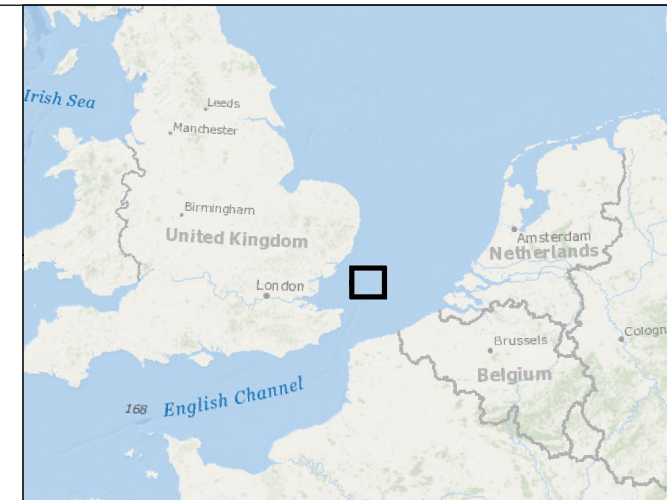 Irish Sea
Leeds
Manchester
Birmingham
United Kingdom
Amsterdam
Netherlands
London
Cologn
Brussels
Belgium
168 English Channel